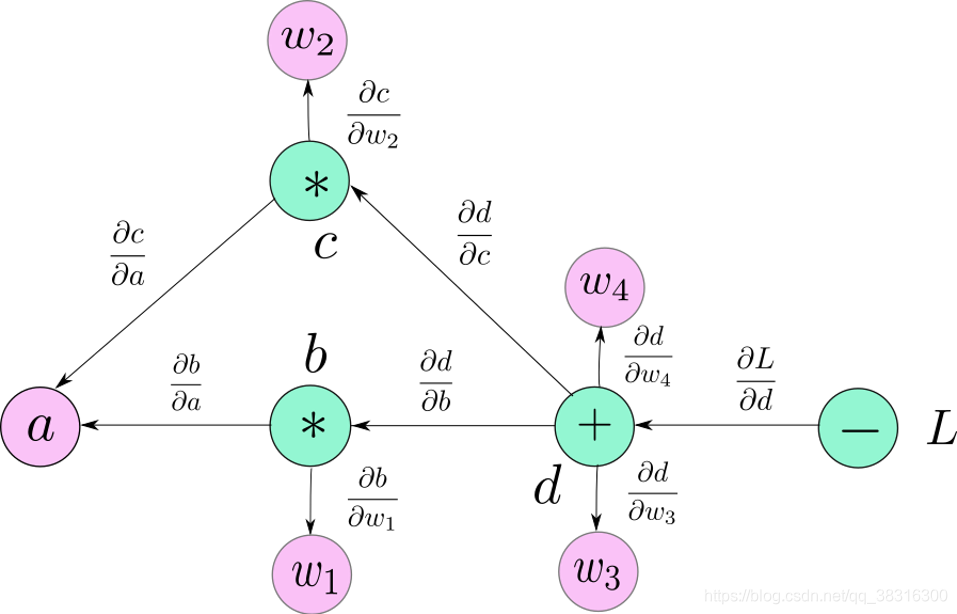 w₂
∂c
∂w₂
*
c
∂c
∂a
∂d
∂c
w₄
b
∂b
∂a
∂d
∂b
∂d
∂w₄
∂L
∂d
a
*
+
−
L
d
∂b
∂w₁
∂d
∂w₃
w₁
w₃
https://blog.csdn.net/qq_38316300